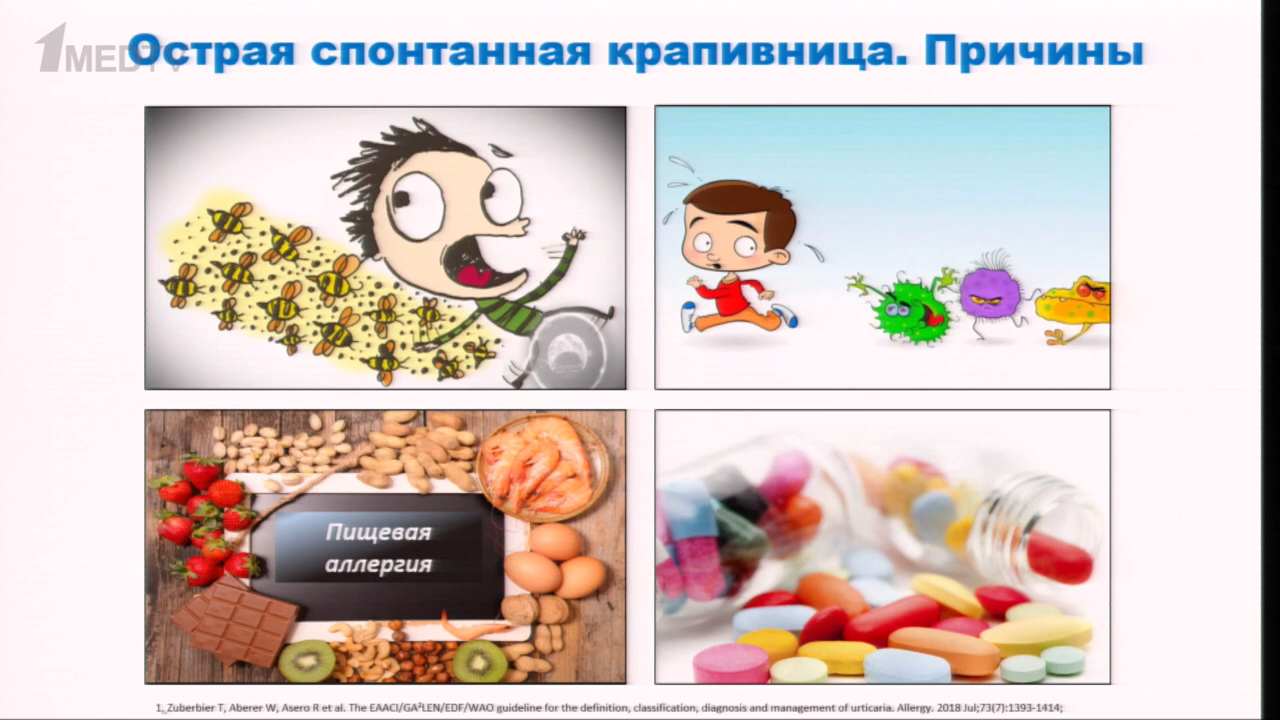 1MEDTV
Острая спонтанная крапивница. Причины
Пищевая
аллергия
1. Zuberbier T, Aberer W, Asero R et al. The EAACI/GA²LEN/EDF/WAO guideline for the definition, classification, diagnosis and management of urticaria. Allergy. 2018 Jul;73(7):1393-1414;